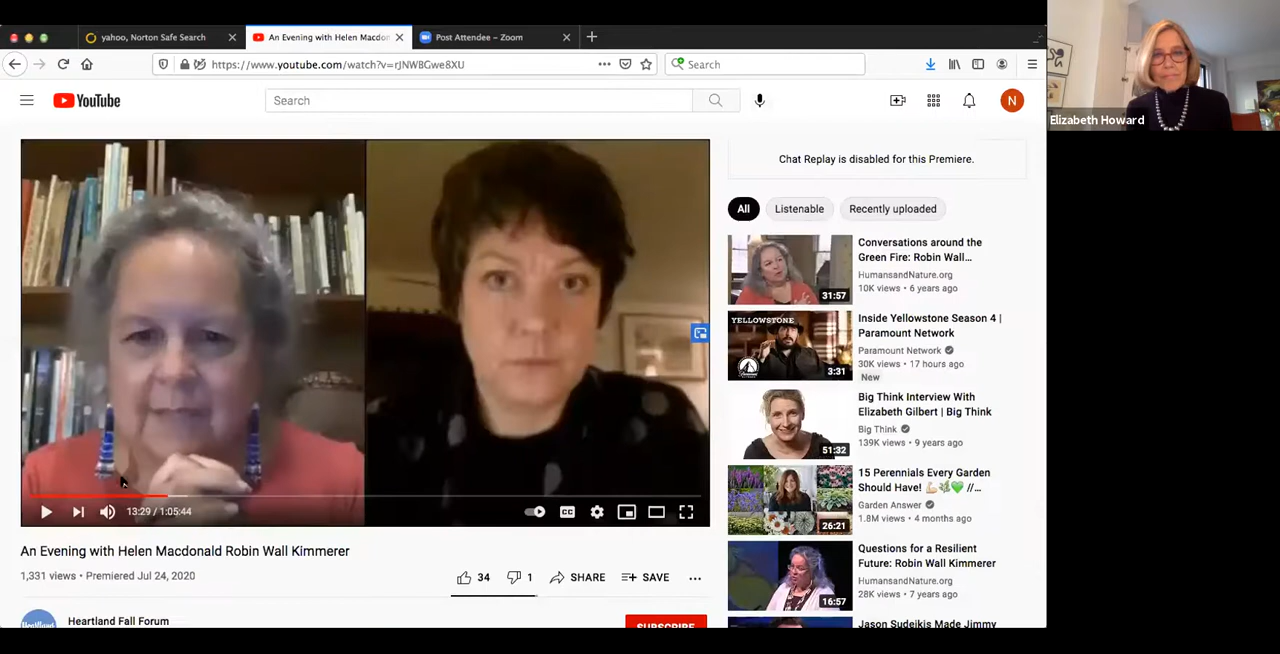 yahoo, Norton Safe Search
An Evening with Helen Macdon
Post Attendee – Zoom
https://www.youtube.com/watch?v=rJNWBGwe8XU
Search
YouTube
Search
N
Elizabeth Howard
Chat Replay is disabled for this Premiere.
All
Listenable
Recently uploaded
31:57
Conversations around the
Green Fire: Robin Wall...
HumansandNature.org
10K views • 6 years ago
YELLOWSTONE
3:31
Inside Yellowstone Season 4 |
Paramount Network
Paramount Network
30K views • 17 hours ago
New
51:32
Big Think Interview With
Elizabeth Gilbert | Big Think
Big Think
139K views • 9 years ago
26:21
15 Perennials Every Garden
Should Have! 💪🏼🌿💚 //...
Garden Answer
1.8M views • 4 months ago
16:57
Questions for a Resilient
Future: Robin Wall Kimmerer
HumansandNature.org
28K views • 7 years ago
Jason Sudeikis Made Jimmy
13:29 / 1:05:44
CC
An Evening with Helen Macdonald Robin Wall Kimmerer
1,331 views • Premiered Jul 24, 2020
34
1
SHARE
SAVE
Heartland Fall Forum
SUBSCRIBE